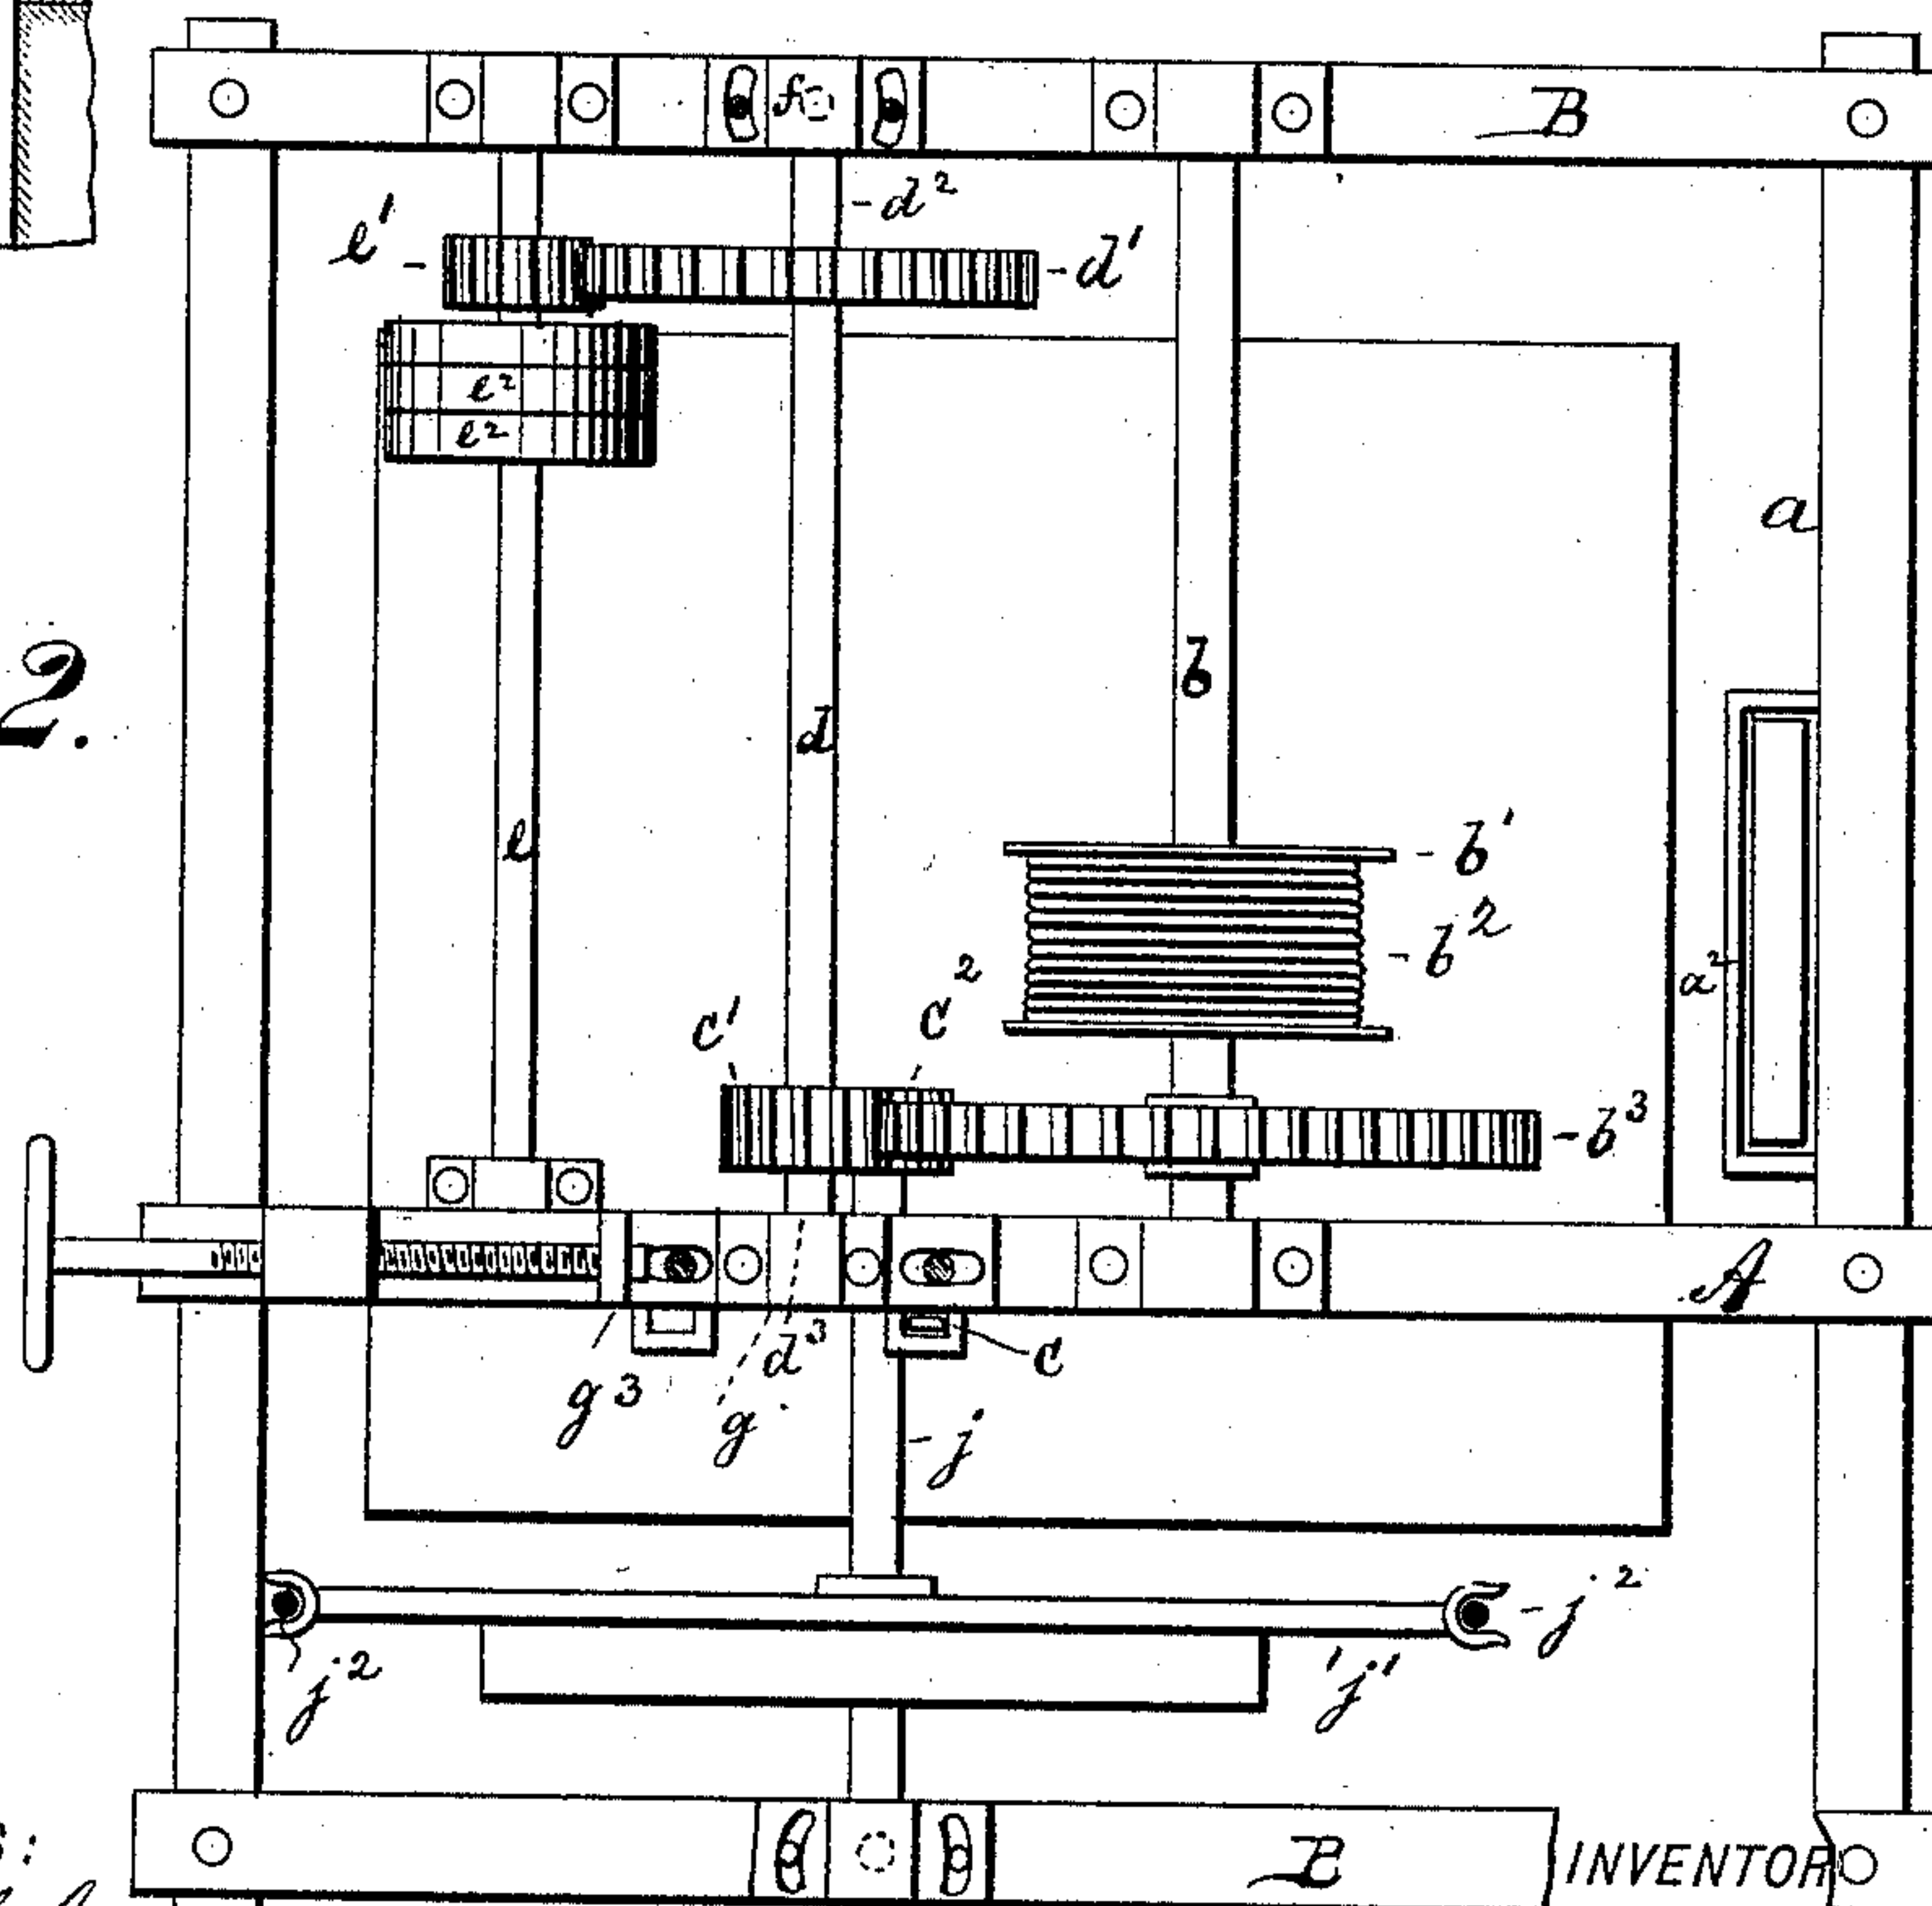 f
B
d²
e'
d'
e²
e²
a
2.
b
d
e
b'
b²
a²
c²
c'
b³
A
d³
c
g³
g
j
j²
j²
j'
B
INVENTOR